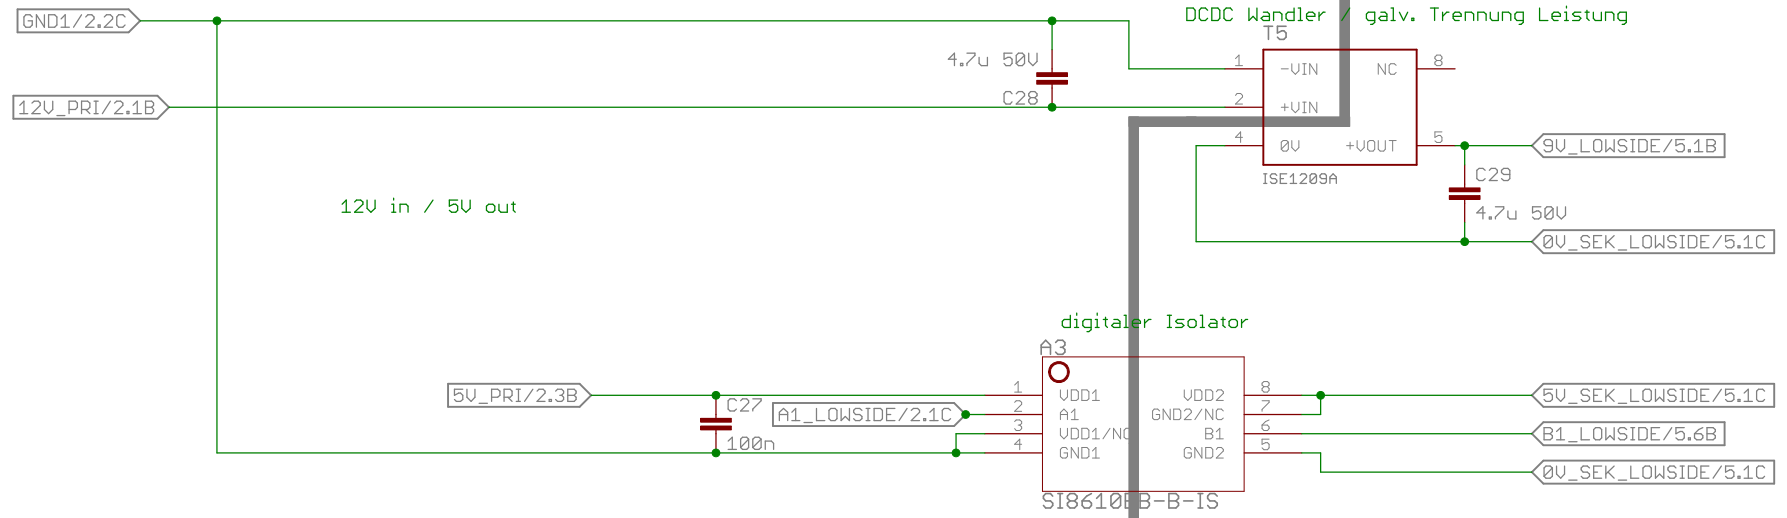 DCDC Wandler / galv. Trennung Leistung
GND1/2.2C
T5
4.7u 50V
1
-VIN
NC
8
C28
12V_PRI/2.1B
2
+VIN
4
0V
+VOUT
5
9V_LOWSIDE/5.1B
ISE1209A
C29
4.7u 50V
12V in / 5V out
0V_SEK_LOWSIDE/5.1C
digitaler Isolator
A3
5V_PRI/2.3B
C27
1
VDD1
VDD2
8
5V_SEK_LOWSIDE/5.1C
A1_LOWSIDE/2.1C
2
A1
GND2/NC
7
3
VDD1/NC
B1
6
B1_LOWSIDE/5.6B
100n
4
GND1
GND2
5
0V_SEK_LOWSIDE/5.1C